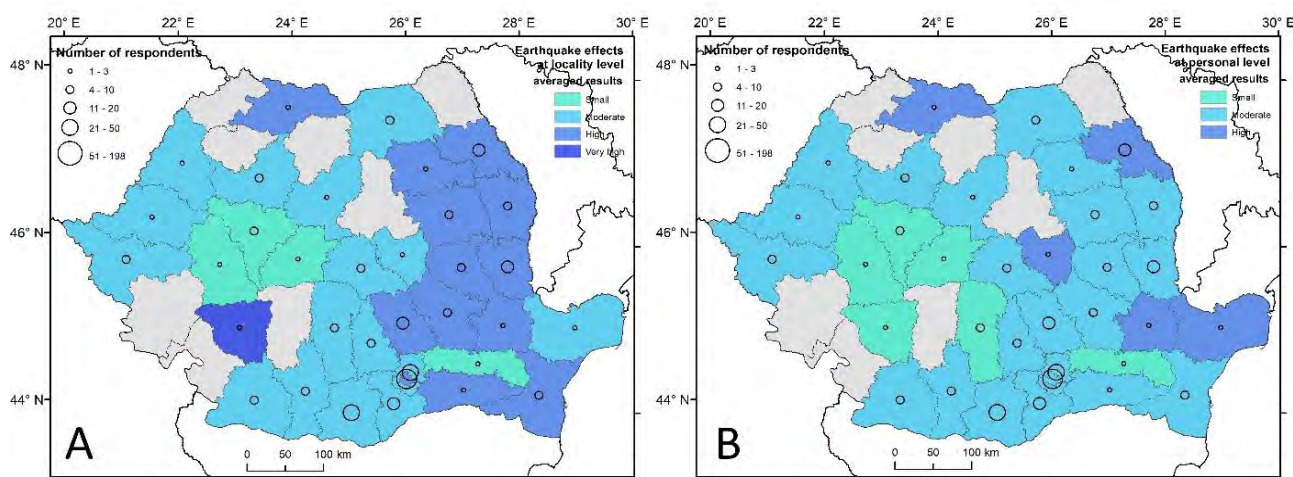 20° E 22° E 24° E 26° E 28° E 30° E
48° N
46° N
44° N
Number of respondents
1 - 3
4 - 10
11 - 20
21 - 50
51 - 198
Earthquake effects
at locality level
averaged results
Small
Moderate
High
Very high
A
0 50 100 km
20° E 22° E 24° E 26° E 28° E 30° E
48° N
46° N
44° N
Number of respondents
1 - 3
4 - 10
11 - 20
21 - 50
51 - 198
Earthquake effects
at personal level
averaged results
Small
Moderate
High
B
0 50 100 km